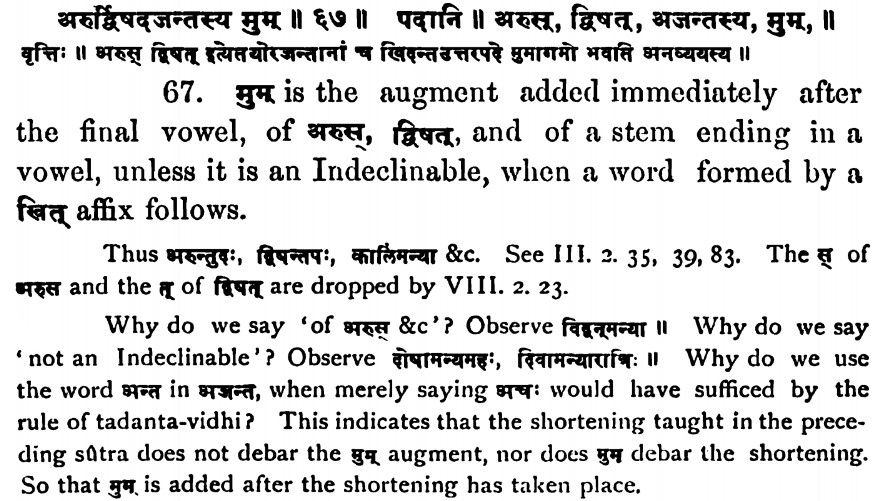 अरुर्द्विषदजन्तस्य मुम् ॥ ६७ ॥ पदानि ॥ अरुस्, द्विषत्, अजन्तस्य, मुम्, ॥
वृत्तिः ॥ अरुस् द्विषत् इत्येतयोरजन्तानां च खिदन्तउत्तरपदे मुमागमो भवति अनव्ययस्य ॥
67. मुम् is the augment added immediately after
the final vowel, of अरुस्, द्विषत्, and of a stem ending in a
vowel, unless it is an Indeclinable, when a word formed by a
खित् affix follows.
Thus अरुन्तुदः, द्विषन्तपः, कालिंमन्या &c. See III. 2. 35, 39, 83. The स् of
अरुस and the त् of द्विषत् are dropped by VIII. 2. 23.
Why do we say 'of अरुस् &c'? Observe विद्वन्मन्या ॥ Why do we say
'not an Indeclinable'? Observe दोषामन्यमहः, दिवामन्यारात्रिः ॥ Why do we use
the word अन्त in अजन्त, when merely saying अचः would have sufficed by the
rule of tadanta-vidhi? This indicates that the shortening taught in the prece-
ding sûtra does not debar the मुम् augment, nor does मुम debar the shortening.
So that मुम् is added after the shortening has taken place.